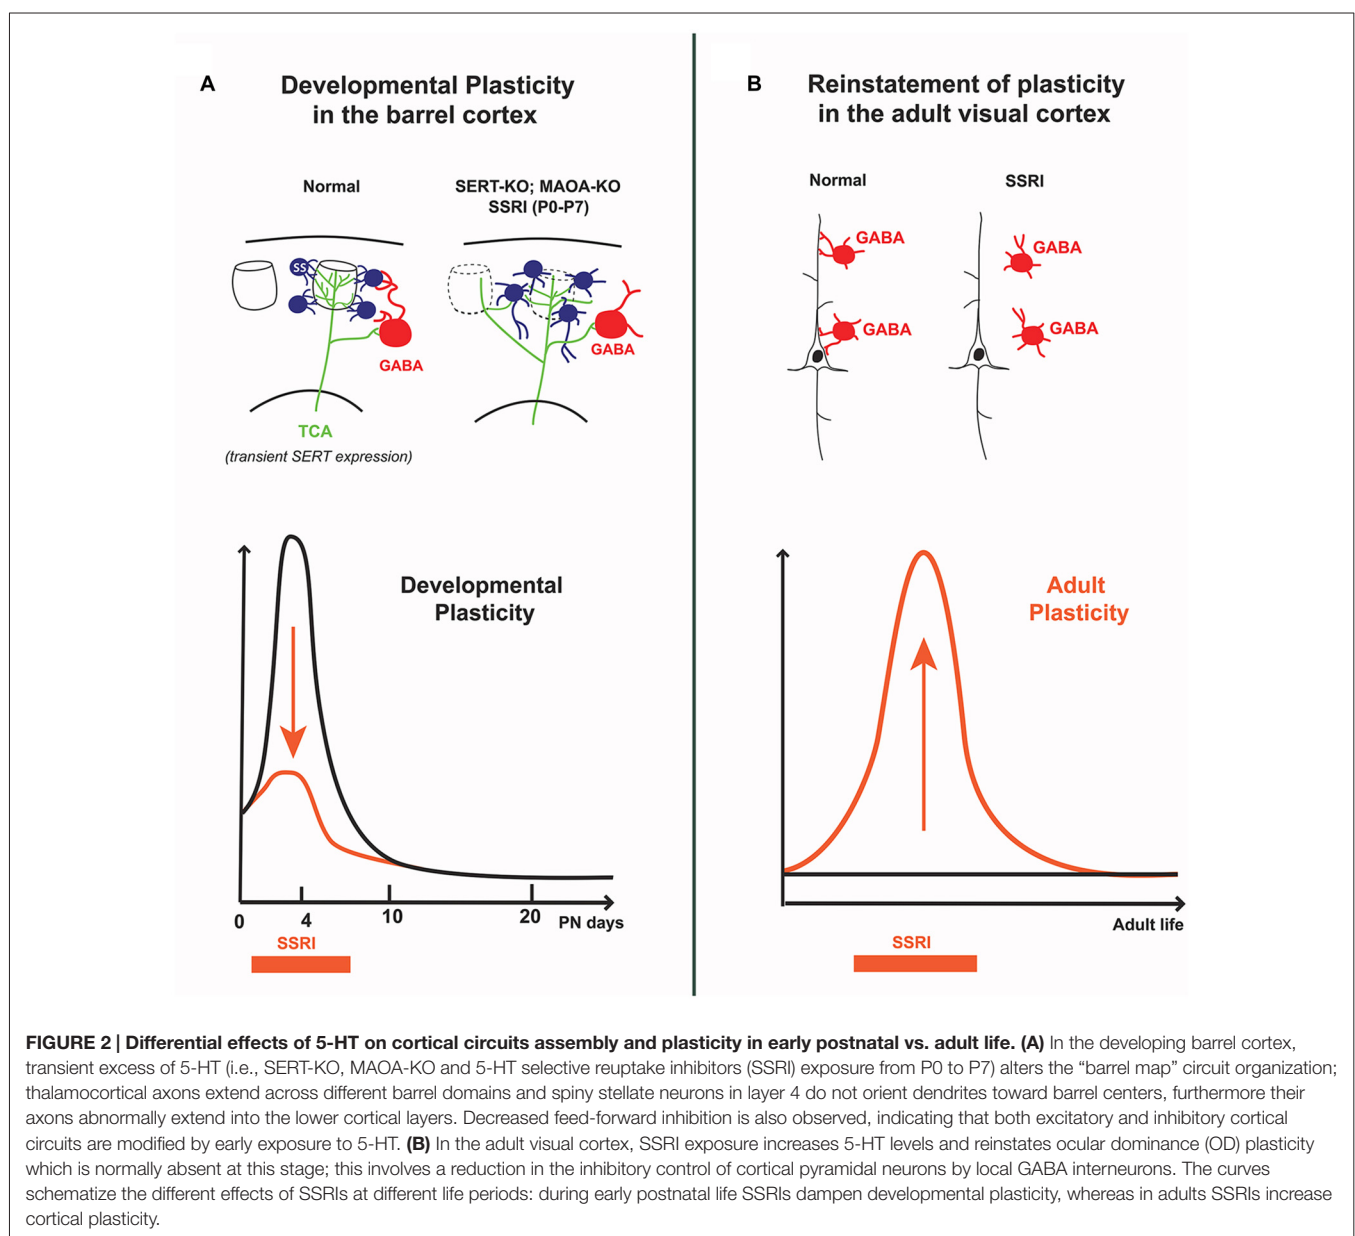 A
Developmental Plasticity
in the barrel cortex
Normal
SERT-KO; MAOA-KO
SSRI (P0-P7)
SS
GABA
GABA
TCA
(transient SERT expression)
Developmental
Plasticity
0
4
10
20
PN days
SSRI
B
Reinstatement of plasticity
in the adult visual cortex
Normal
SSRI
GABA
GABA
GABA
GABA
Adult
Plasticity
Adult life
SSRI
FIGURE 2 | Differential effects of 5-HT on cortical circuits assembly and plasticity in early postnatal vs. adult life. (A) In the developing barrel cortex,
transient excess of 5-HT (i.e., SERT-KO, MAOA-KO and 5-HT selective reuptake inhibitors (SSRI) exposure from P0 to P7) alters the “barrel map” circuit organization;
thalamocortical axons extend across different barrel domains and spiny stellate neurons in layer 4 do not orient dendrites toward barrel centers, furthermore their
axons abnormally extend into the lower cortical layers. Decreased feed-forward inhibition is also observed, indicating that both excitatory and inhibitory cortical
circuits are modified by early exposure to 5-HT. (B) In the adult visual cortex, SSRI exposure increases 5-HT levels and reinstates ocular dominance (OD) plasticity
which is normally absent at this stage; this involves a reduction in the inhibitory control of cortical pyramidal neurons by local GABA interneurons. The curves
schematize the different effects of SSRIs at different life periods: during early postnatal life SSRIs dampen developmental plasticity, whereas in adults SSRIs increase
cortical plasticity.